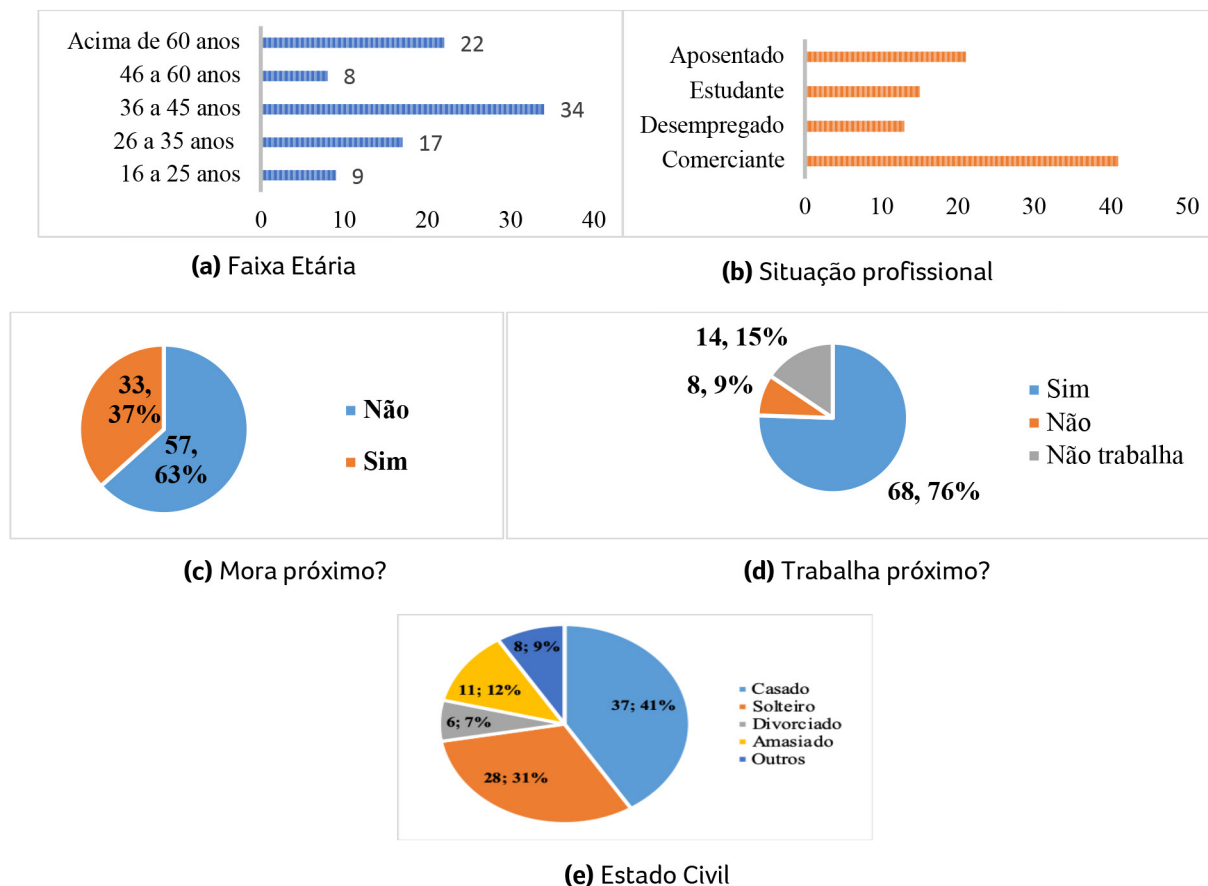 Acima de 60 anos 22
46 a 60 anos 8
36 a 45 anos 34
26 a 35 anos 17
16 a 25 anos 9
0 10 20 30 40
(a) Faixa Etária
Aposentado
Estudante
Desempregado
Comerciante
0 10 20 30 40 50
(b) Situação profissional
33,
37%
57,
63%
Não
Sim
(c) Mora próximo?
14, 15%
8, 9%
68, 76%
Sim
Não
Não trabalha
(d) Trabalha próximo?
8; 9%
11; 12%
6; 7%
37; 41%
28; 31%
Casado
Solteiro
Divorciado
Amasiado
Outros
(e) Estado Civil